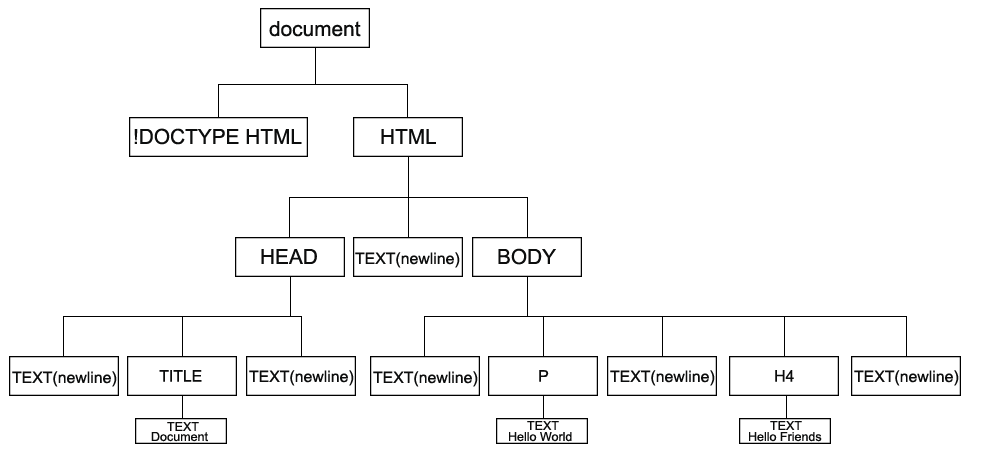 document
!DOCTYPE HTML
HTML
HEAD
TEXT(newline)
BODY
TEXT(newline)
TITLE
TEXT(newline)
TEXT(newline)
P
TEXT(newline)
H4
TEXT(newline)
TEXT
Document
TEXT
Hello World
TEXT
Hello Friends